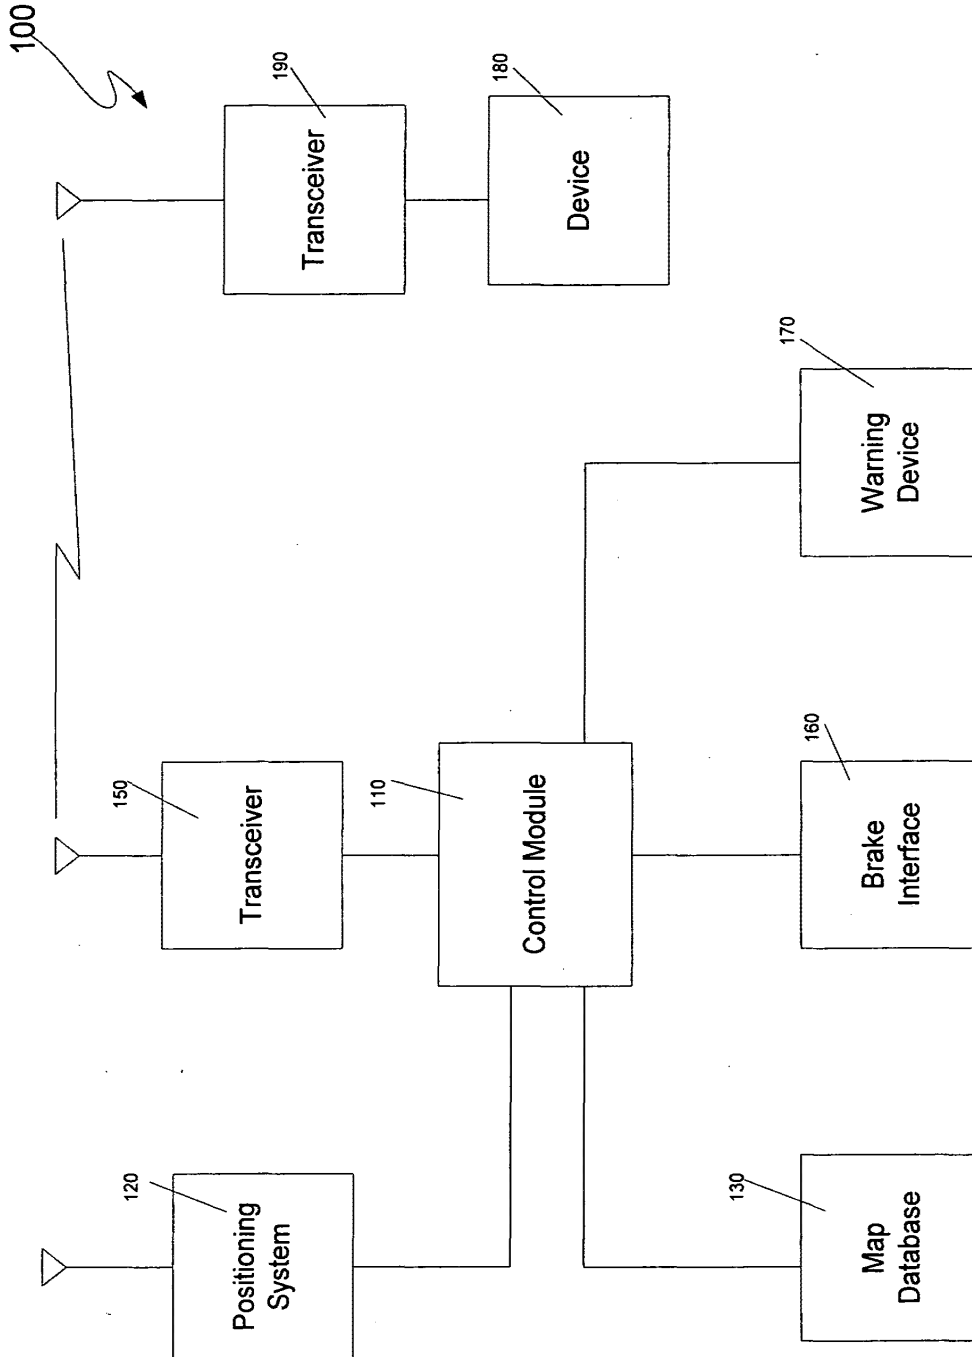 100
190
Transceiver
180
Device
170
Warning
Device
150
Transceiver
110
Control Module
160
Brake
Interface
120
Positioning
System
130
Map
Database